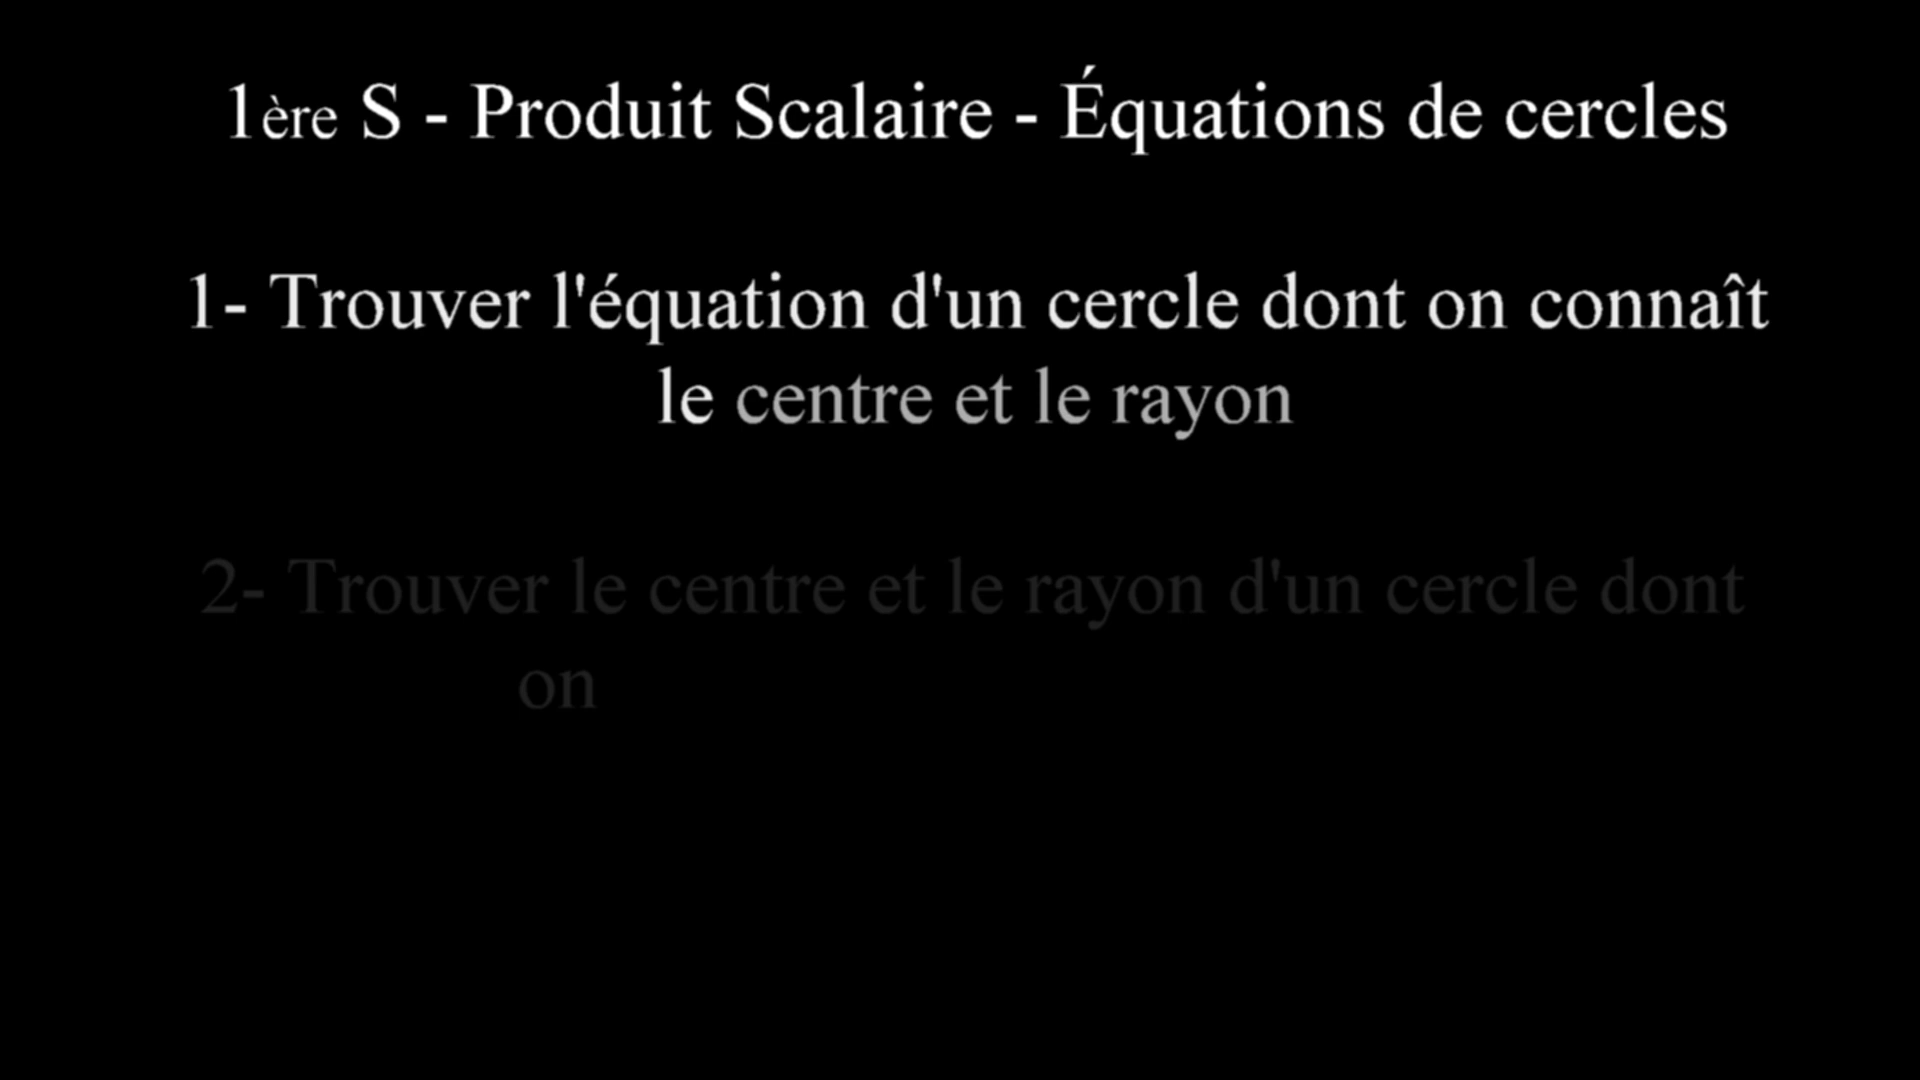 1ère S - Produit Scalaire - Équations de cercles
1- Trouver l'équation d'un cercle dont on connaît
le centre et le rayon
2- Trouver le centre et le rayon d'un cercle dont
on